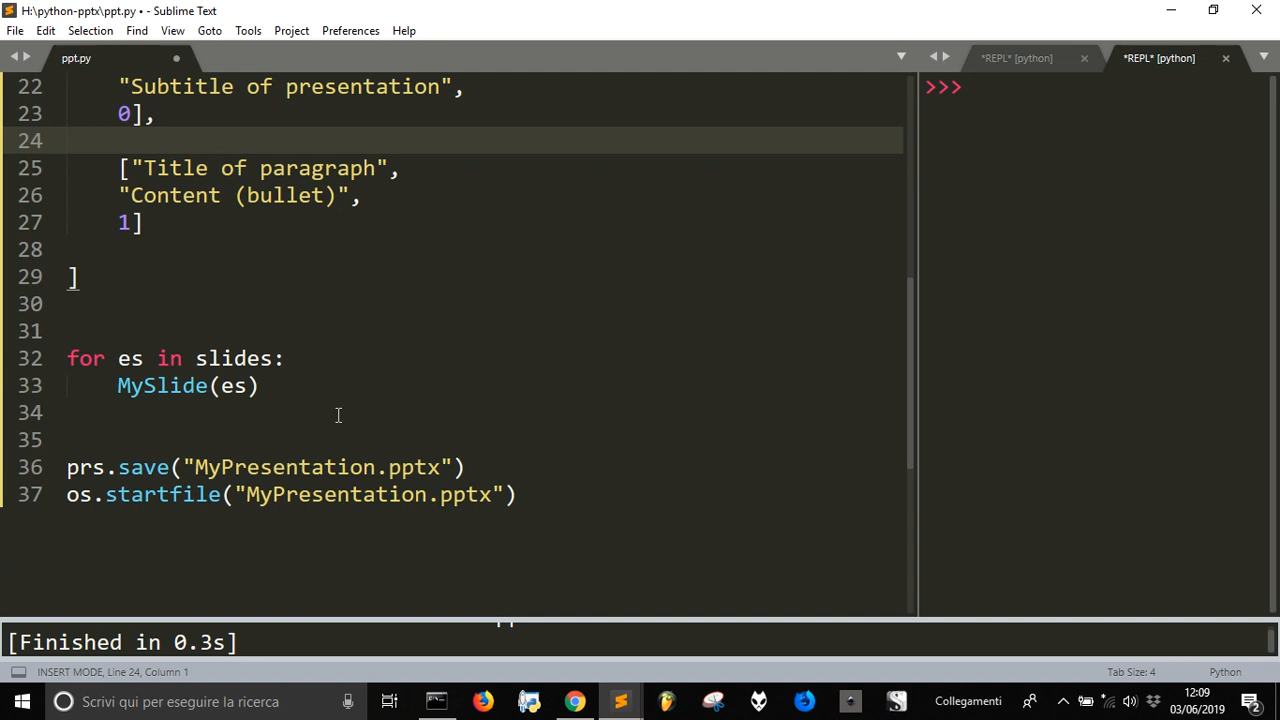 H:\python-pptx\ppt.py • - Sublime Text
File Edit Selection Find View Goto Tools Project Preferences Help
ppt.py
*REPL* [python]
*REPL* [python]
22 "Subtitle of presentation",
23 0],
24
25 ["Title of paragraph",
26 "Content (bullet)",
27 1]
28
29 ]
30
31
32 for es in slides:
33 MySlide(es)
34
35
36 prs.save("MyPresentation.pptx")
37 os.startfile("MyPresentation.pptx")
>>>
[Finished in 0.3s]
INSERT MODE, Line 24, Column 1
Tab Size: 4
Python
Scrivi qui per eseguire la ricerca
Collegamenti
12:09
03/06/2019
2